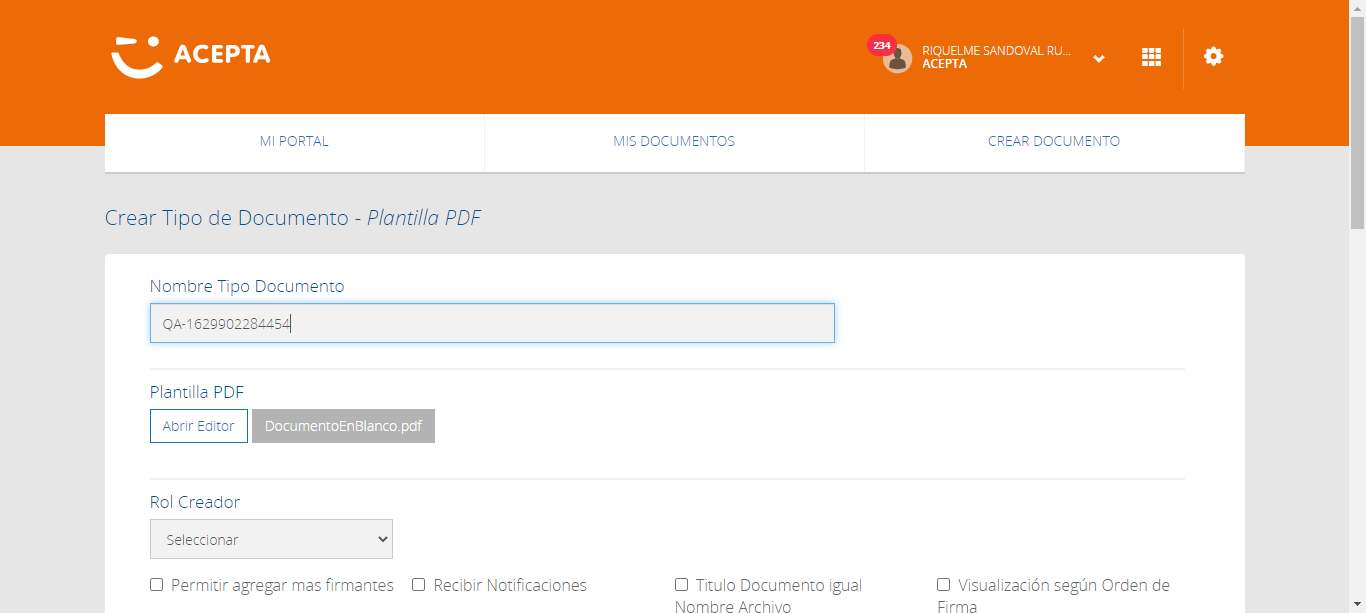 ACEPTA
234
RIQUELME SANDOVAL RU...
ACEPTA
MI PORTAL
MIS DOCUMENTOS
CREAR DOCUMENTO
Crear Tipo de Documento - Plantilla PDF
Nombre Tipo Documento
QA-1629902284454
Plantilla PDF
Abrir Editor
DocumentoEnBlanco.pdf
Rol Creador
Seleccionar
Permitir agregar mas firmantes
Recibir Notificaciones
Titulo Documento igual
Nombre Archivo
Visualización según Orden de
Firma